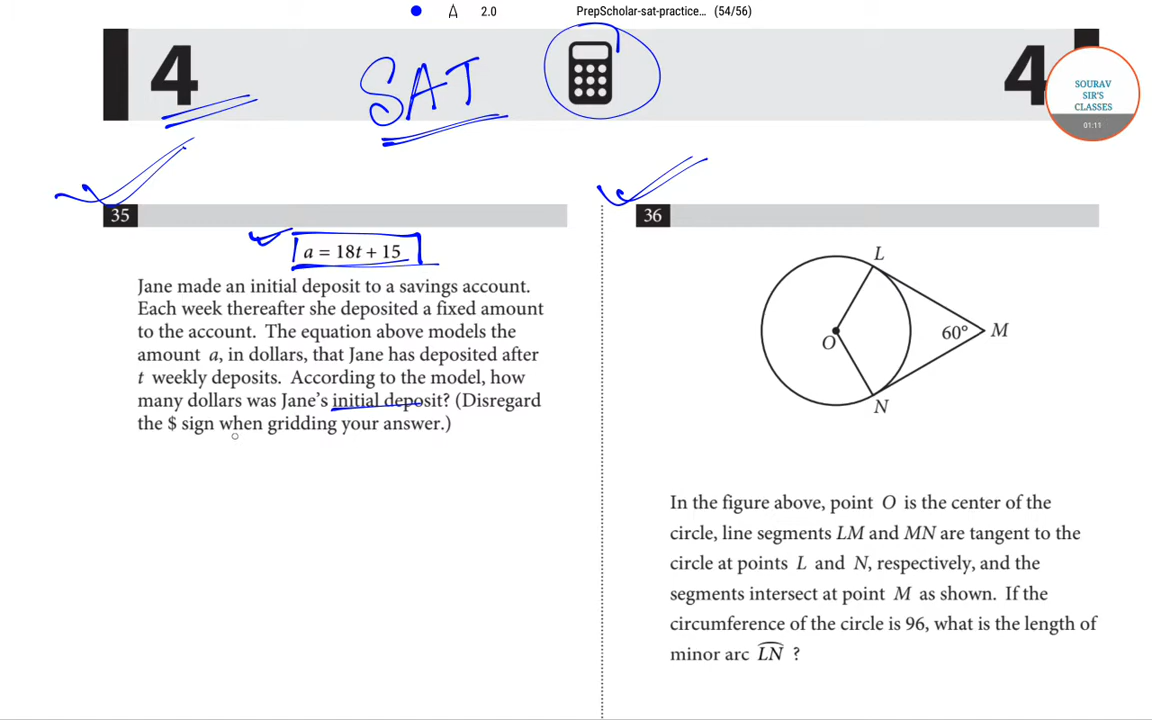 2.0
PrepScholar-sat-practice... (54/56)
4
SAT
4
SOURAV
SIR'S
CLASSES
01:11
35
a = 18t + 15
Jane made an initial deposit to a savings account.
Each week thereafter she deposited a fixed amount
to the account. The equation above models the
amount a, in dollars, that Jane has deposited after
t weekly deposits. According to the model, how
many dollars was Jane's initial deposit? (Disregard
the $ sign when gridding your answer.)
36
L
60°
M
O
N
In the figure above, point O is the center of the
circle, line segments LM and MN are tangent to the
circle at points L and N, respectively, and the
segments intersect at point M as shown. If the
circumference of the circle is 96, what is the length of
minor arc LN ?